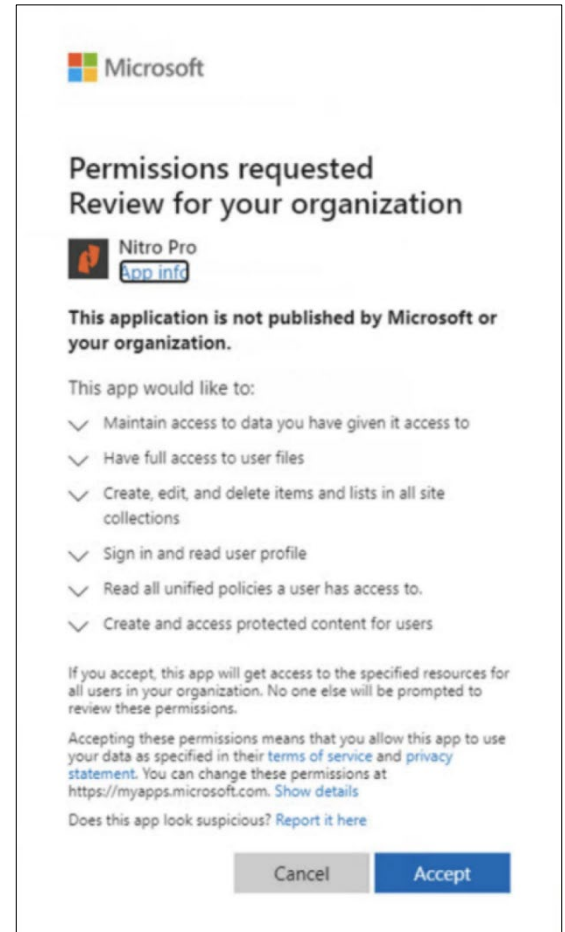 Microsoft
Permissions requested
Review for your organization
Nitro Pro
App info
This application is not published by Microsoft or
your organization.
This app would like to:
Maintain access to data you have given it access to
Have full access to user files
Create, edit, and delete items and lists in all site
collections
Sign in and read user profile
Read all unified policies a user has access to.
Create and access protected content for users
If you accept, this app will get access to the specified resources for
all users in your organization. No one else will be prompted to
review these permissions.
Accepting these permissions means that you allow this app to use
your data as specified in their terms of service and privacy
statement. You can change these permissions at
https://myapps.microsoft.com. Show details
Does this app look suspicious? Report it here
Cancel Accept